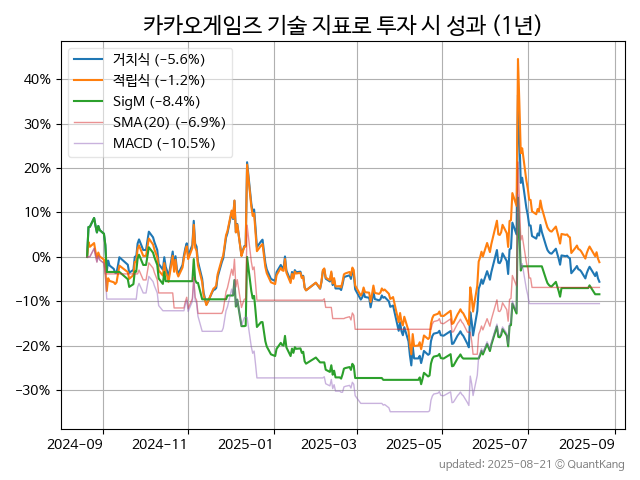 카카오게임즈 기술 지표로 투자 시 성과 (1년)
거치식 (−5.6%)
적립식 (−1.2%)
SigM (−8.4%)
SMA(20) (−6.9%)
MACD (−10.5%)
40%
30%
20%
10%
0%
−10%
−20%
−30%
2024−09
2024−11
2025−01
2025−03
2025−05
2025−07
2025−09
updated: 2025−08−21 © QuantKang